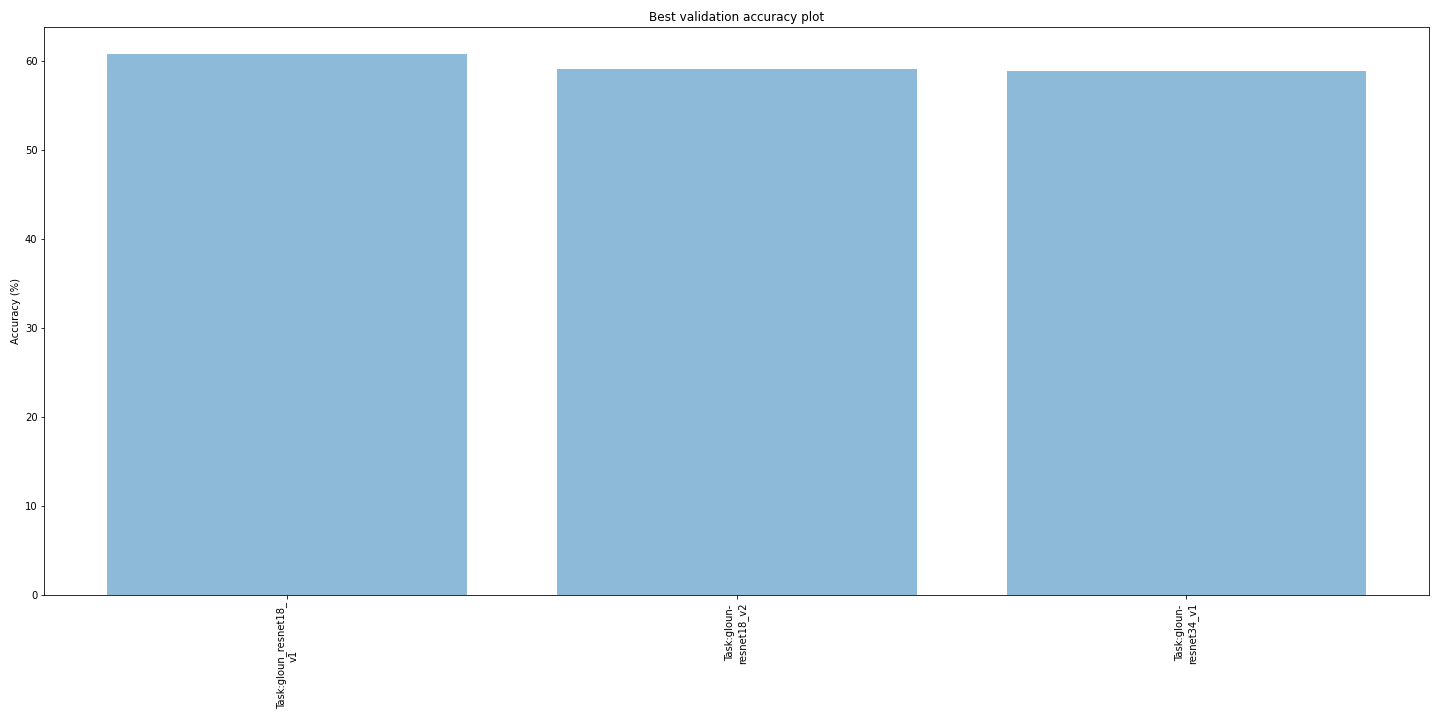 Best validation accuracy plot
Accuracy (%)
60
50
40
30
20
10
0
Task:gloun_resnet18_
v1
Task:gloun-
resnet18_v2
Task:gloun-
resnet34_v1